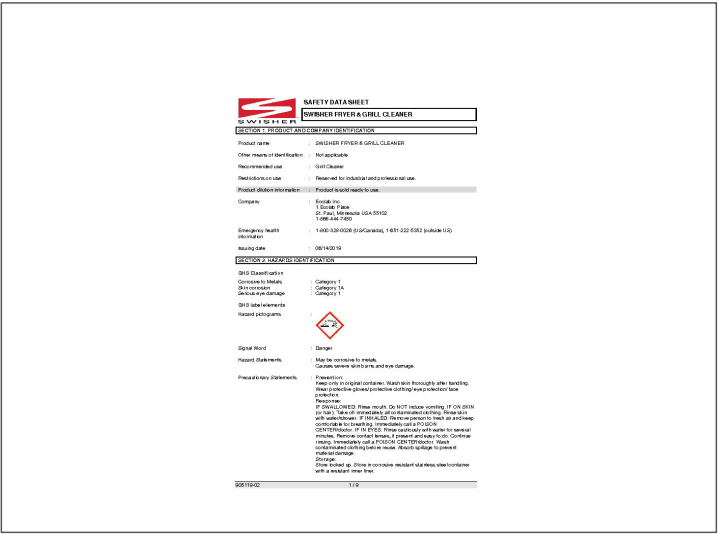 SAFETY DATA SHEET
SWISHER
SWISHER FRYER & GRILL CLEANER
SECTION 1. PRODUCT AND COMPANY IDENTIFICATION
Product name : SWISHER FRYER & GRILL CLEANER
Other means of identification : Not applicable
Recommended use : Grill Cleaner
Restrictions on use : Reserved for industrial and professional use.
Product dilution information : Product is sold ready to use.
Company : Ecolab Inc.
1 Ecolab Place
St. Paul, Minnesota USA 55102
1-866-444-7450
Emergency health : 1-800-328-0026 (US/Canada), 1-651-222-5352 (outside US)
information
Issuing date : 06/14/2019
SECTION 2. HAZARDS IDENTIFICATION
GHS Classification
Corrosive to Metals : Category 1
Skin corrosion : Category 1A
Serious eye damage : Category 1
GHS label elements
Hazard pictograms :
Signal Word : Danger
Hazard Statements : May be corrosive to metals.
Causes severe skin burns and eye damage.
Precautionary Statements : Prevention:
Keep only in original container. Wash skin thoroughly after handling.
Wear protective gloves/ protective clothing/ eye protection/ face
protection.
Response:
IF SWALLOWED: Rinse mouth. Do NOT induce vomiting. IF ON SKIN
(or hair): Take off immediately all contaminated clothing. Rinse skin
with water/shower. IF INHALED: Remove person to fresh air and keep
comfortable for breathing. Immediately call a POISON
CENTER/doctor. IF IN EYES: Rinse cautiously with water for several
minutes. Remove contact lenses, if present and easy to do. Continue
rinsing. Immediately call a POISON CENTER/doctor. Wash
contaminated clothing before reuse. Absorb spillage to prevent
material damage.
Storage:
Store locked up. Store in corrosive resistant stainless steel container
with a resistant inner liner.
905119-02 1 / 9